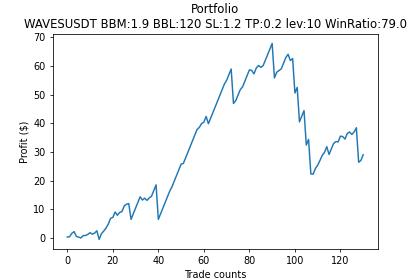 Portfolio
WAVESUSDT BBM:1.9 BBL:120 SL:1.2 TP:0.2 lev:10 WinRatio:79.0
Profit ($)
70
60
50
40
30
20
10
0
0 20 40 60 80 100 120
Trade counts